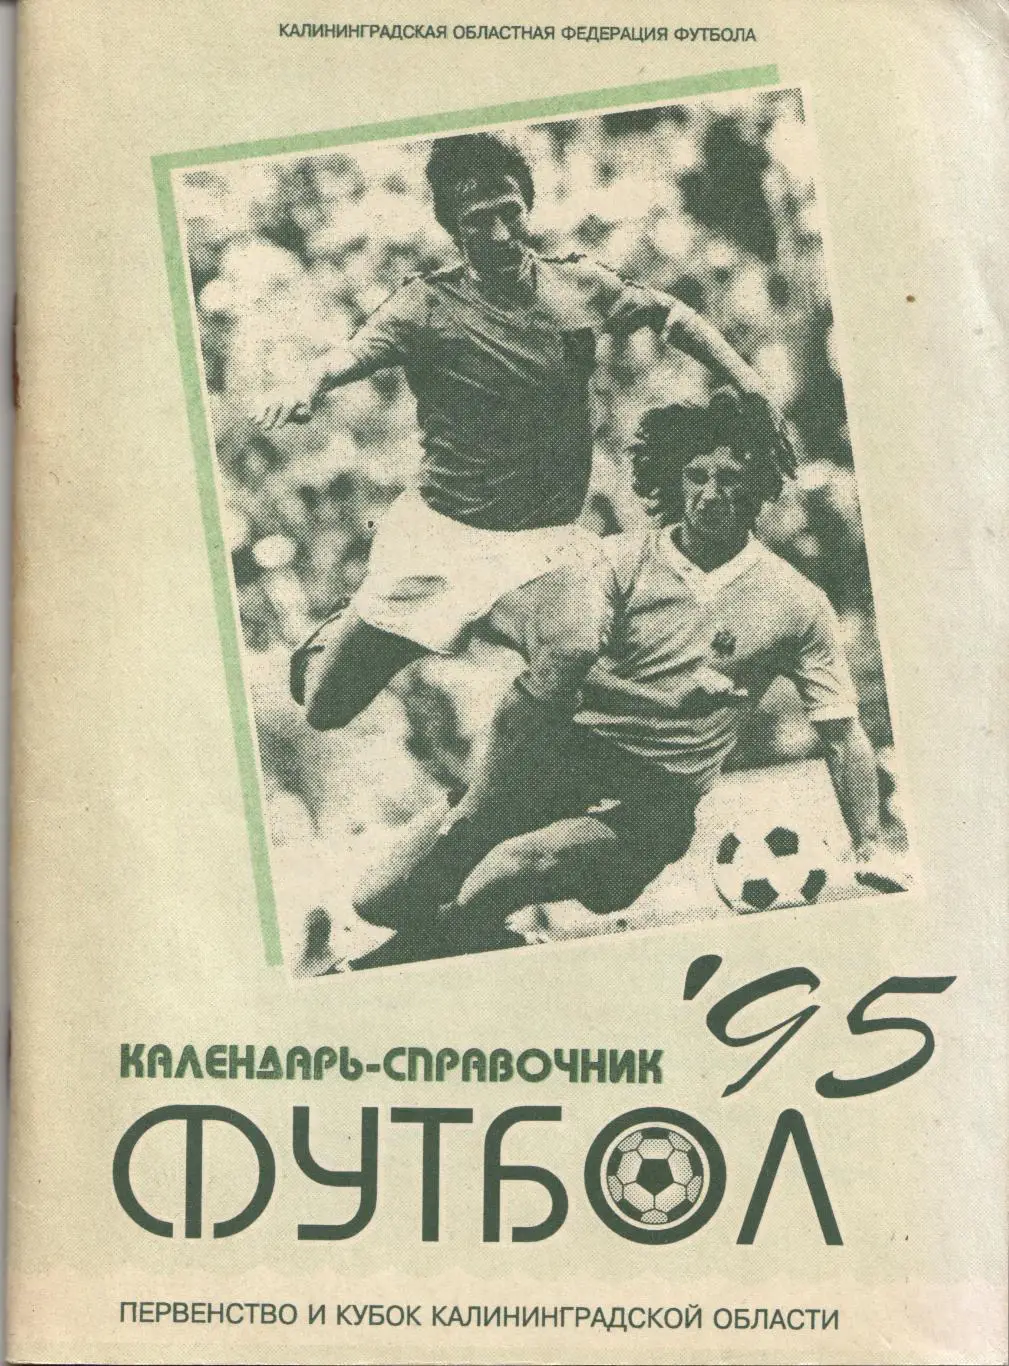 КАЛИНИНГРАДСКАЯ ОБЛАСТНАЯ ФЕДЕРАЦИЯ ФУТБОЛА
'95
КАЛЕНДАРЬ-СПРАВОЧНИК
ФУТБОЛ
ПЕРВЕНСТВО И КУБОК КАЛИНИНГРАДСКОЙ ОБЛАСТИ